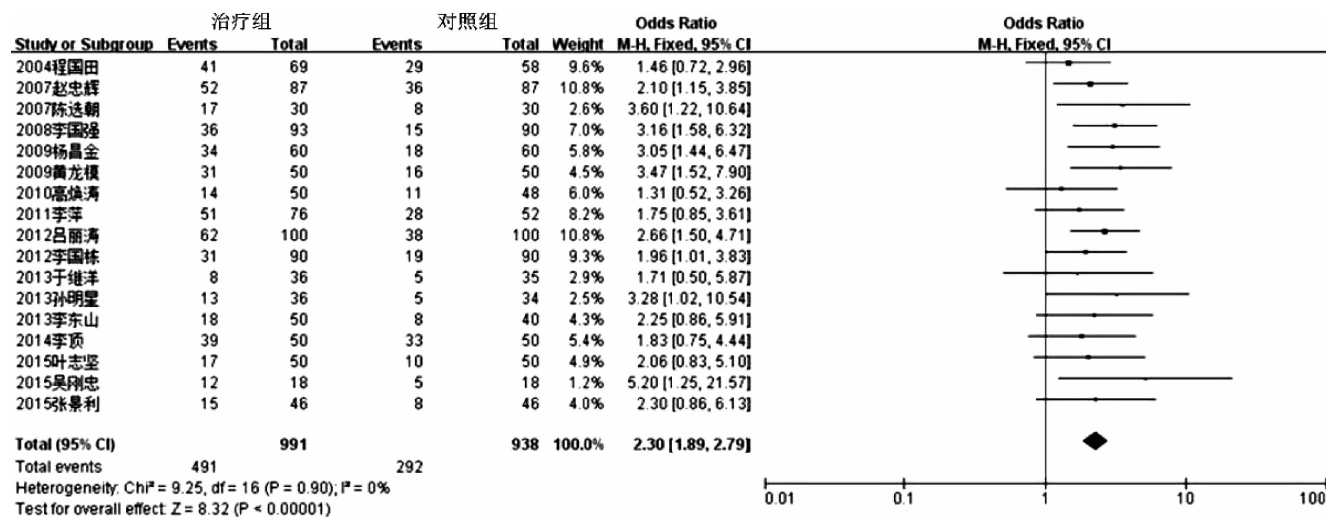 治疗组 对照组 Odds Ratio Odds Ratio
Study or Subgroup Events Total Events Total Weight M-H, Fixed, 95% CI M-H, Fixed, 95% CI
2004程国田 41 69 29 58 9.6% 1.46 [0.72, 2.96]
2007赵忠辉 52 87 36 87 10.8% 2.10 [1.15, 3.85]
2007陈选朝 17 30 8 30 2.6% 3.60 [1.22, 10.64]
2008李国强 36 93 15 90 7.0% 3.16 [1.58, 6.32]
2009杨昌金 34 60 18 60 5.8% 3.05 [1.44, 6.47]
2009黄龙模 31 50 16 50 4.5% 3.47 [1.52, 7.90]
2010高焕涛 14 50 11 48 6.0% 1.31 [0.52, 3.26]
2011李萍 51 76 28 52 8.2% 1.75 [0.85, 3.61]
2012吕丽涛 62 100 38 100 10.8% 2.66 [1.50, 4.71]
2012李国栋 31 90 19 90 9.3% 1.96 [1.01, 3.83]
2013于继洋 8 36 5 35 2.9% 1.71 [0.50, 5.87]
2013孙明星 13 36 5 34 2.5% 3.28 [1.02, 10.54]
2013李东山 18 50 8 40 4.3% 2.25 [0.86, 5.91]
2014李顶 39 50 33 50 5.4% 1.83 [0.75, 4.44]
2015叶志坚 17 50 10 50 4.9% 2.06 [0.83, 5.10]
2015吴刚忠 12 18 5 18 1.2% 5.20 [1.25, 21.57]
2015张景利 15 46 8 46 4.0% 2.30 [0.86, 6.13]
Total (95% CI) 991 938 100.0% 2.30 [1.89, 2.79]
Total events 491 292
Heterogeneity: Chi² = 9.25, df = 16 (P = 0.90); I² = 0%
Test for overall effect: Z = 8.32 (P < 0.00001)
0.01 0.1 1 10 100